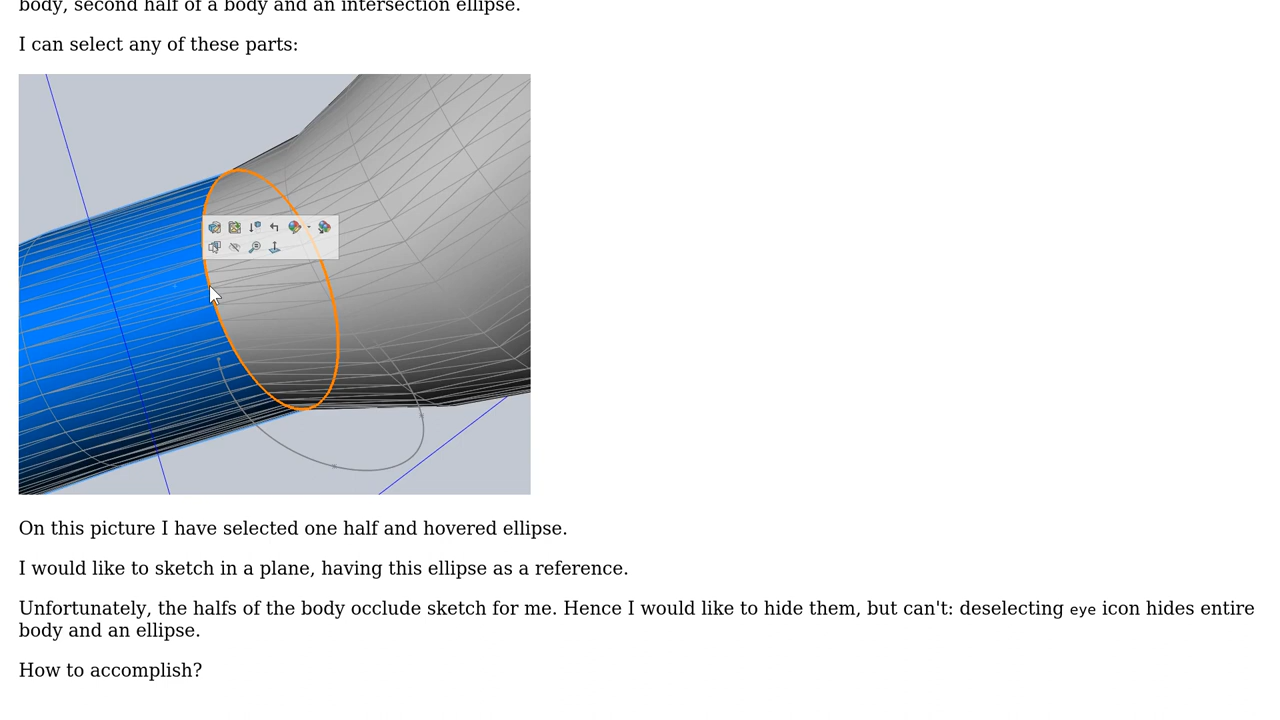 body, second half of a body and an intersection ellipse.
I can select any of these parts:
On this picture I have selected one half and hovered ellipse.
I would like to sketch in a plane, having this ellipse as a reference.
Unfortunately, the halfs of the body occlude sketch for me. Hence I would like to hide them, but can't: deselecting eye icon hides entire
body and an ellipse.
How to accomplish?